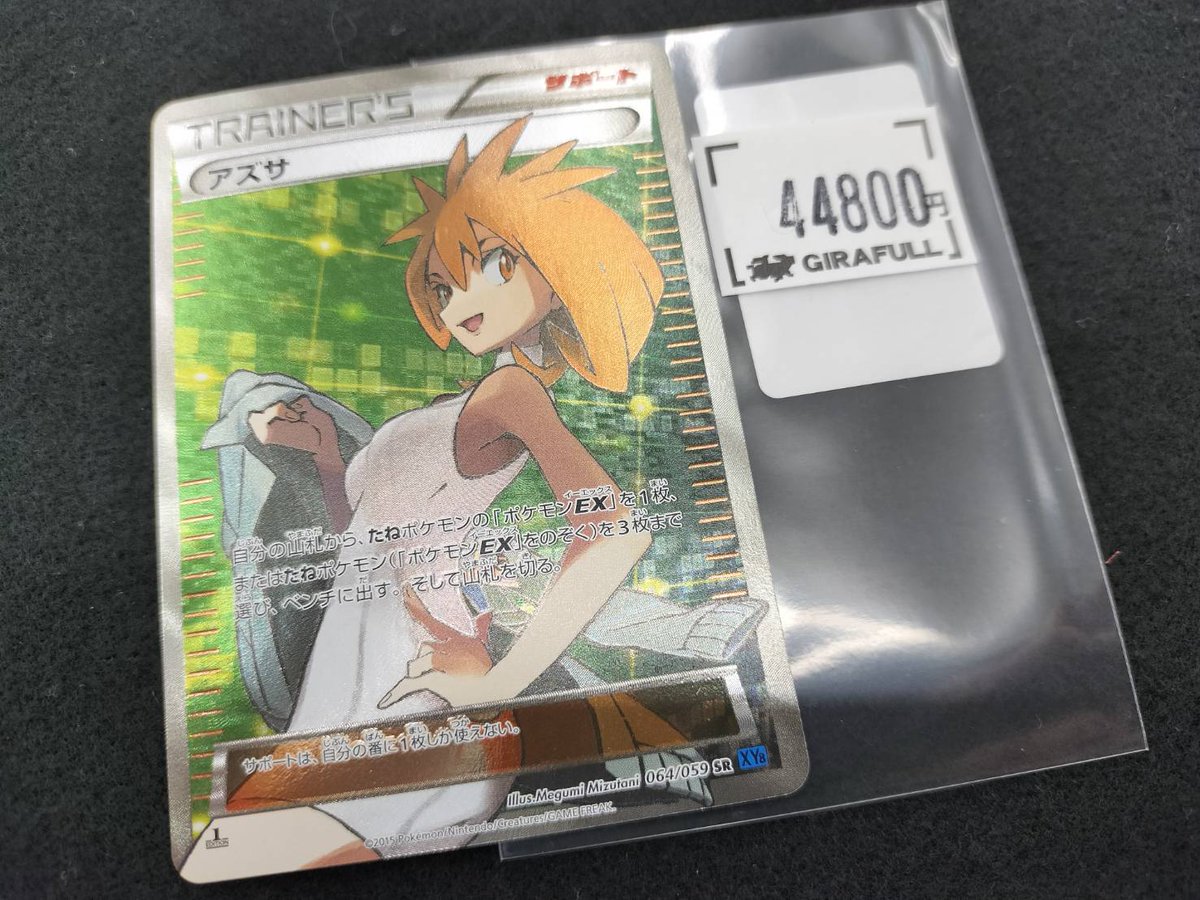 TRAINER'S
サポート
アズサ
44800円
GIRAFULL
自分の山札から、たねポケモンの「ポケモンEX」を1枚、
またはたねポケモン(「ポケモンEX」をのぞく)を3枚まで
選び、ベンチに出す。そして山札を切る。
サポートは、自分の番に1枚しか使えない。
Illus.Megumi Mizutani 064/059 SR XY8
1 EDITION
©2015 Pokémon/Nintendo/Creatures/GAME FREAK.